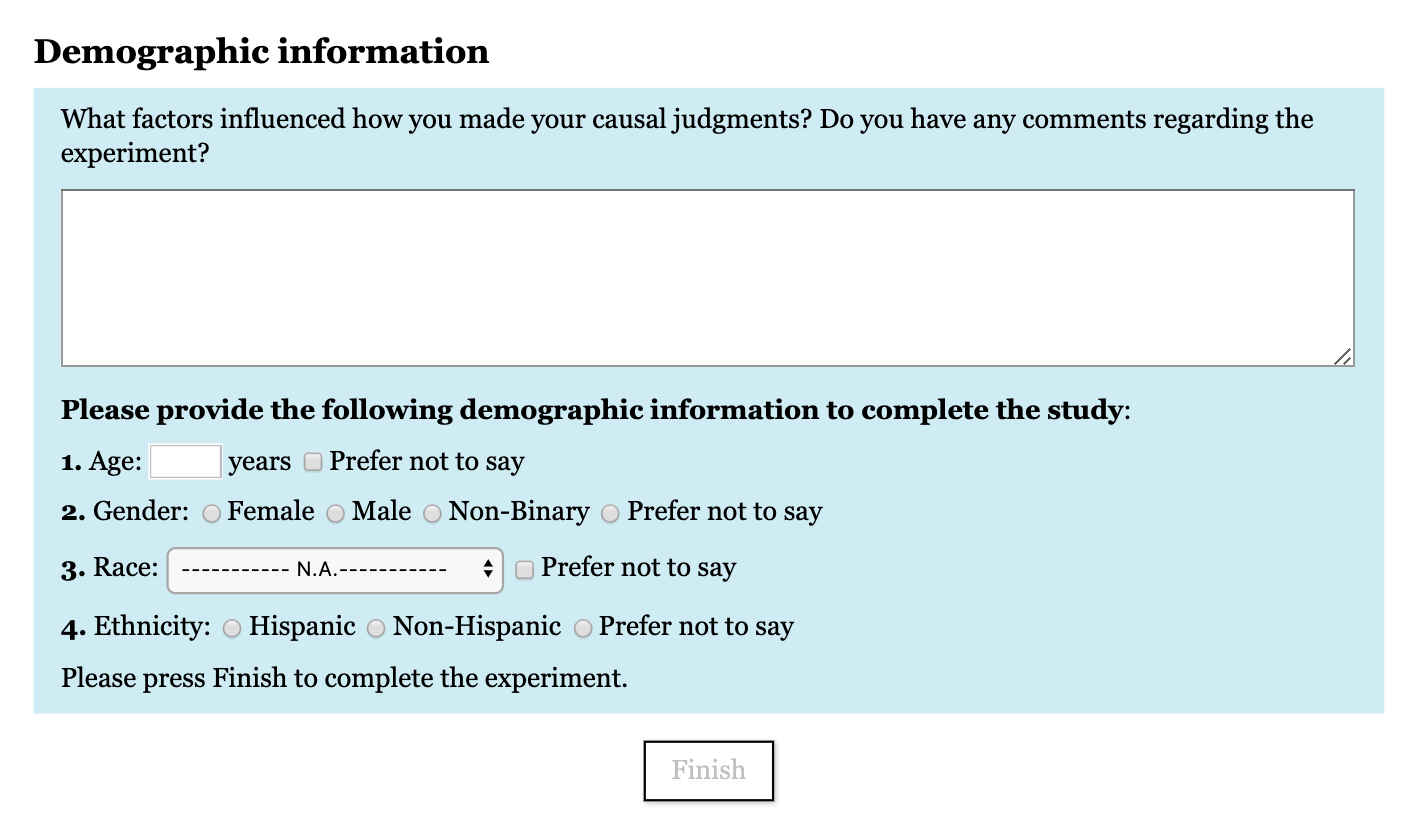 Demographic information
What factors influenced how you made your causal judgments? Do you have any comments regarding the
experiment?
Please provide the following demographic information to complete the study:
1. Age: years Prefer not to say
2. Gender: Female Male Non-Binary Prefer not to say
3. Race: ----------- N.A.----------- Prefer not to say
4. Ethnicity: Hispanic Non-Hispanic Prefer not to say
Please press Finish to complete the experiment.
Finish